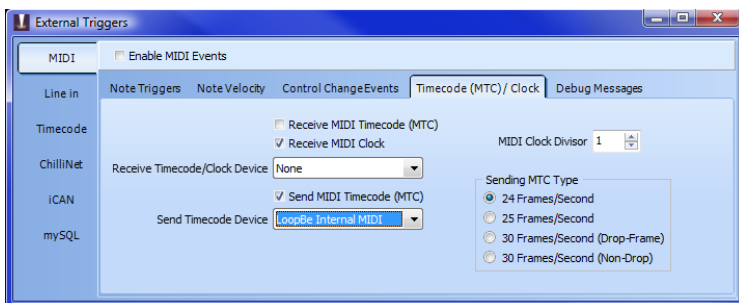 External Triggers
MIDI
Enable MIDI Events
Line in
Note Triggers Note Velocity Control ChangeEvents Timecode (MTC)/ Clock Debug Messages
Timecode
Receive MIDI Timecode (MTC)
Receive MIDI Clock
MIDI Clock Divisor 1
ChilliNet
Receive Timecode/Clock Device None
iCAN
Send MIDI Timecode (MTC)
Send Timecode Device LoopBe Internal MIDI
mySQL
Sending MTC Type
24 Frames/Second
25 Frames/Second
30 Frames/Second (Drop-Frame)
30 Frames/Second (Non-Drop)